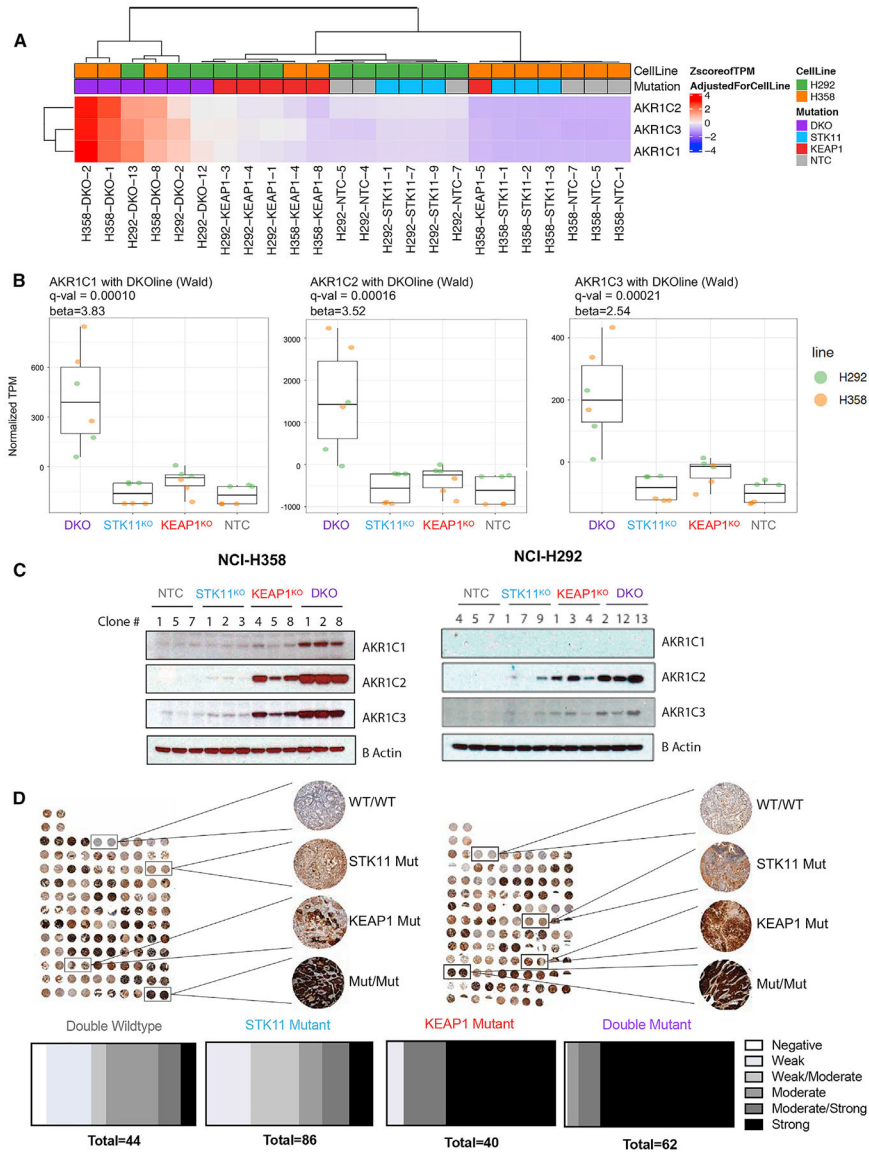 A
CellLine
Mutation
AKR1C2
AKR1C3
AKR1C1
H358-DKO-2
H358-DKO-1
H292-DKO-13
H358-DKO-8
H292-DKO-2
H292-DKO-12
H292-KEAP1-3
H292-KEAP1-4
H292-KEAP1-1
H358-KEAP1-4
H358-KEAP1-8
H292-NTC-5
H292-NTC-4
H292-STK11-1
H292-STK11-7
H292-STK11-9
H292-NTC-7
H358-KEAP1-5
H358-STK11-1
H358-STK11-2
H358-STK11-3
H358-NTC-7
H358-NTC-5
H358-NTC-1
ZscoreofTPM
AdjustedForCellLine
4
2
0
-2
-4
CellLine
H292
H358
Mutation
DKO
STK11
KEAP1
NTC
B
AKR1C1 with DKOline (Wald)
q-val = 0.00010
beta=3.83
AKR1C2 with DKOline (Wald)
q-val = 0.00016
beta=3.52
AKR1C3 with DKOline (Wald)
q-val = 0.00021
beta=2.54
Normalized TPM
600
300
0
3000
2000
1000
0
-1000
400
200
0
line
H292
H358
DKO STK11KO KEAP1KO NTC
DKO STK11KO KEAP1KO NTC
DKO STK11KO KEAP1KO NTC
C
NCI-H358
NCI-H292
NTC STK11KO KEAP1KO DKO
NTC STK11KO KEAP1KO DKO
Clone # 1 5 7 1 2 3 4 5 8 1 2 8
4 5 7 1 7 9 1 3 4 2 12 13
AKR1C1
AKR1C2
AKR1C3
B Actin
AKR1C1
AKR1C2
AKR1C3
B Actin
D
WT/WT
STK11 Mut
KEAP1 Mut
Mut/Mut
WT/WT
STK11 Mut
KEAP1 Mut
Mut/Mut
Double Wildtype
STK11 Mutant
KEAP1 Mutant
Double Mutant
Total=44
Total=86
Total=40
Total=62
Negative
Weak
Weak/Moderate
Moderate
Moderate/Strong
Strong